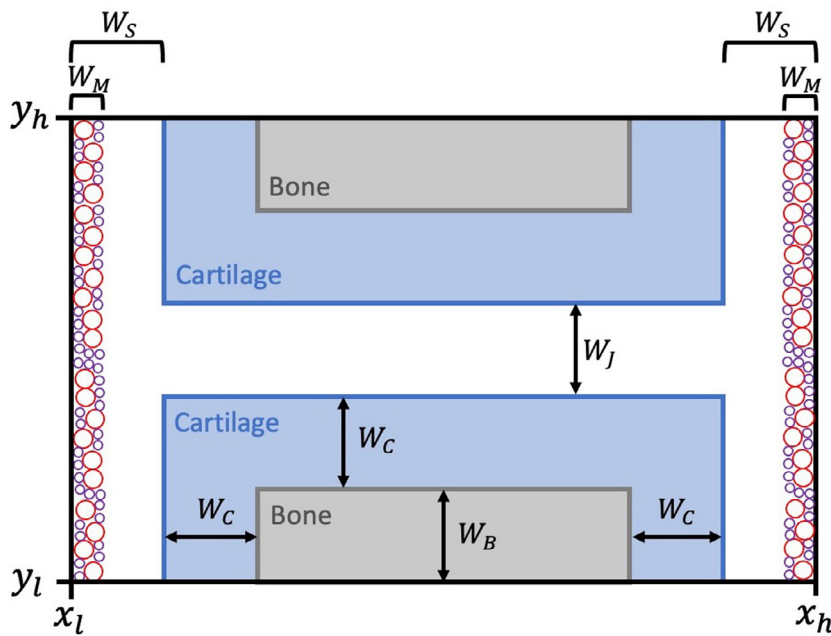 W_S W_S
W_M W_M
y_h
Bone
Cartilage
W_J
Cartilage
W_C
W_C Bone W_B W_C
y_l
x_l x_h